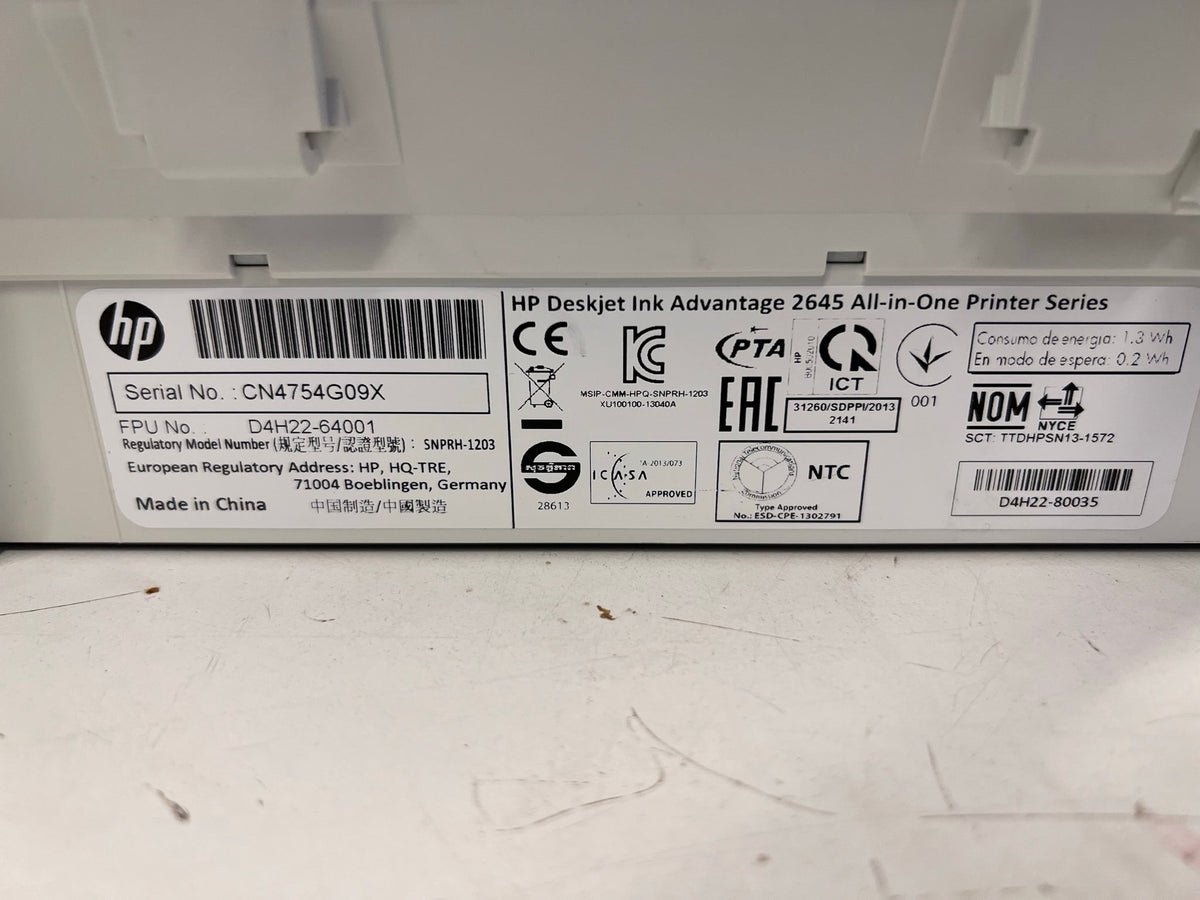 hp
Serial No. : CN4754G09X
FPU No. : D4H22-64001
Regulatory Model Number (规定型号/認證型號) : SNPRH-1203
European Regulatory Address: HP, HQ-TRE,
71004 Boeblingen, Germany
Made in China 中国制造/中國製造
HP Deskjet Ink Advantage 2645 All-in-One Printer Series
CE
KC
MSIP-CMM-HPQ-SNPRH-1203
XU100100-13040A
28613
ICASA
TA-2013/073
APPROVED
PTA
HP
ICT
EAC
31260/SDPPI/2013
2141
NTC
Type Approved
No.: ESD-CPE-1302791
001
Consumo de energía: 1.3 Wh
En modo de espera: 0.2 Wh
NOM
NYCE
SCT: TTDHPSN13-1572
D4H22-80035